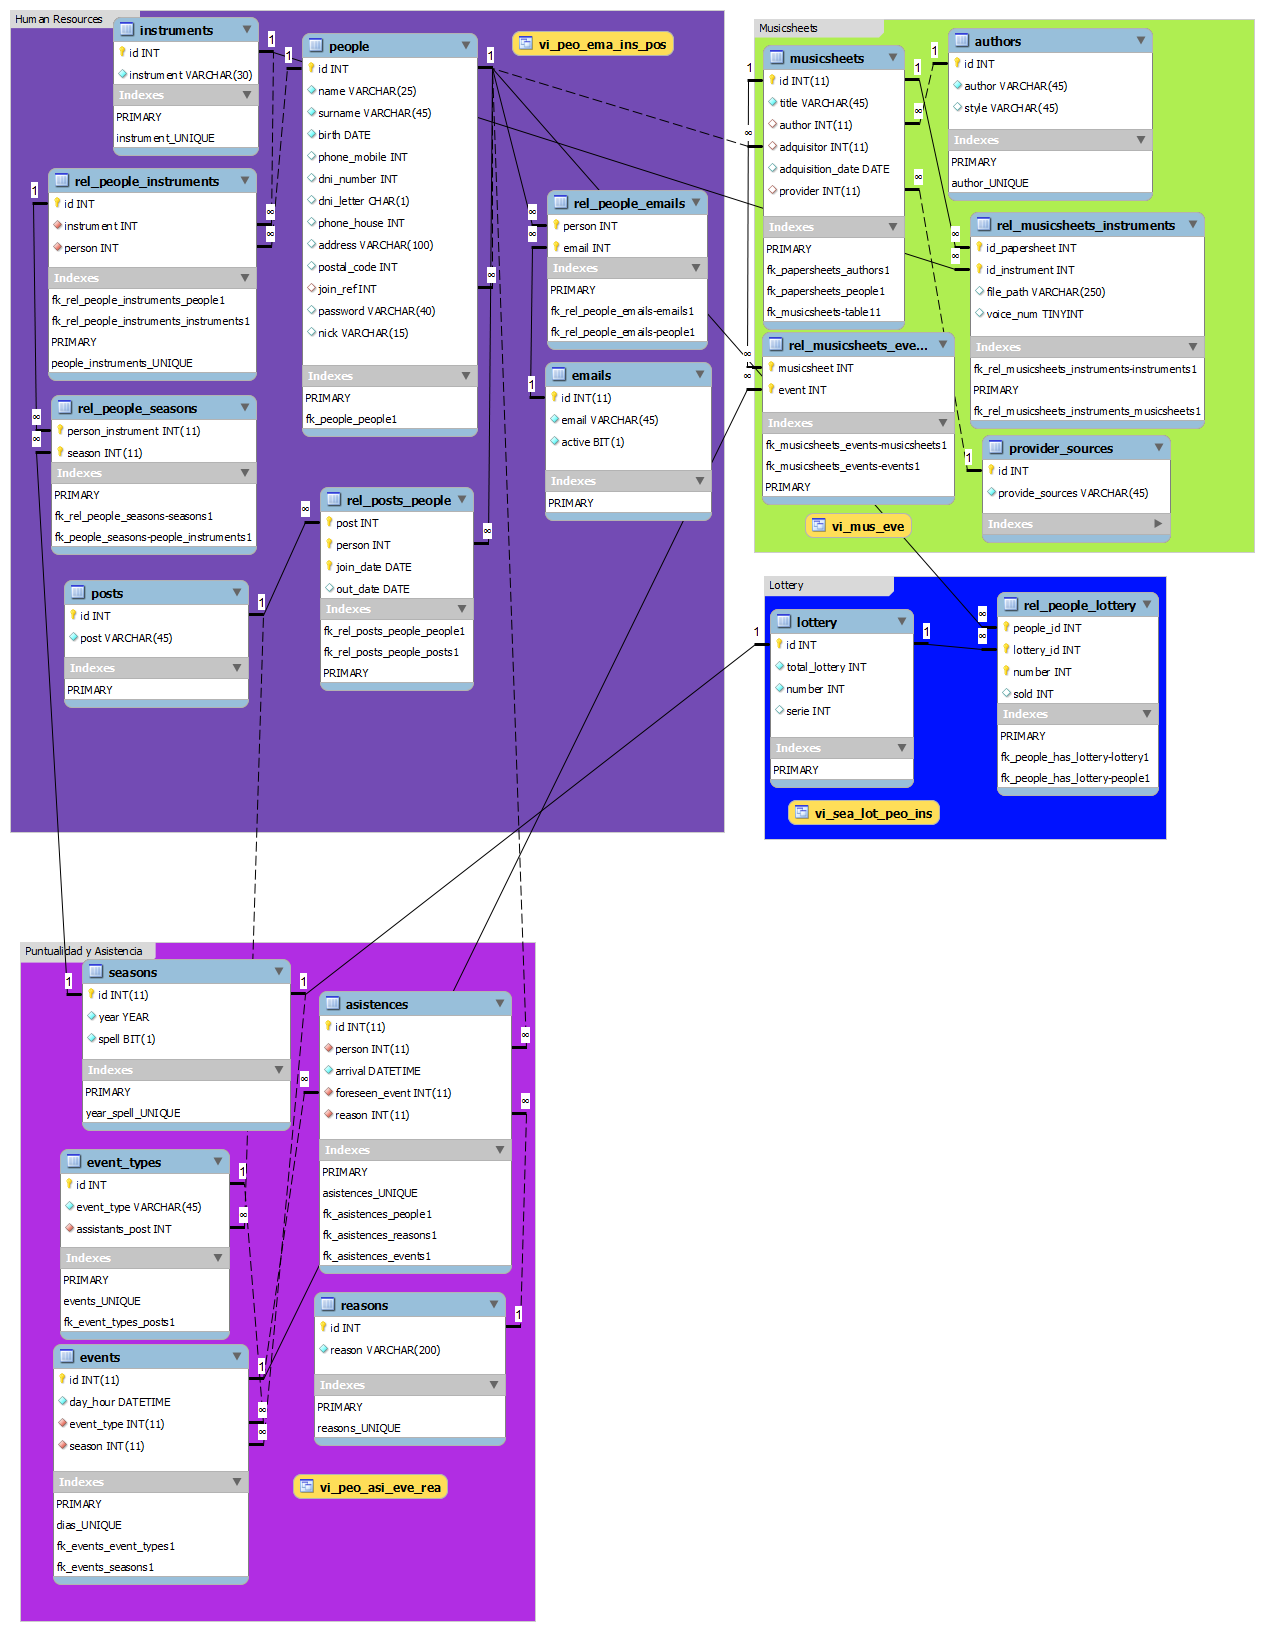 Human Resources
instruments
id INT
instrument VARCHAR(30)
Indexes
PRIMARY
instrument_UNIQUE
people
id INT
name VARCHAR(25)
surname VARCHAR(45)
birth DATE
phone_mobile INT
dni_number INT
dni_letter CHAR(1)
phone_house INT
address VARCHAR(100)
postal_code INT
join_ref INT
password VARCHAR(40)
nick VARCHAR(15)
Indexes
PRIMARY
fk_people_people1
vi_peo_ema_ins_pos
rel_people_instruments
id INT
instrument INT
person INT
Indexes
fk_rel_people_instruments_people1
fk_rel_people_instruments_instruments1
PRIMARY
people_instruments_UNIQUE
rel_people_emails
person INT
email INT
Indexes
PRIMARY
fk_rel_people_emails-emails1
fk_rel_people_emails-people1
emails
id INT(11)
email VARCHAR(45)
active BIT(1)
Indexes
PRIMARY
rel_people_seasons
person_instrument INT(11)
season INT(11)
Indexes
PRIMARY
fk_rel_people_seasons-seasons1
fk_people_seasons-people_instruments1
rel_posts_people
post INT
person INT
join_date DATE
out_date DATE
Indexes
fk_rel_posts_people_people1
fk_rel_posts_people_posts1
PRIMARY
posts
id INT
post VARCHAR(45)
Indexes
PRIMARY
Musicsheets
musicsheets
id INT(11)
title VARCHAR(45)
author INT(11)
adquisitor INT(11)
adquisition_date DATE
provider INT(11)
Indexes
PRIMARY
fk_papersheets_authors1
fk_papersheets_people1
fk_musicsheets-table11
authors
id INT
author VARCHAR(45)
style VARCHAR(45)
Indexes
PRIMARY
author_UNIQUE
rel_musicsheets_instruments
id_papersheet INT
id_instrument INT
file_path VARCHAR(250)
voice_num TINYINT
Indexes
fk_rel_musicsheets_instruments-instruments1
PRIMARY
fk_rel_musicsheets_instruments_musicsheets1
rel_musicsheets_eve...
musicsheet INT
event INT
Indexes
fk_musicsheets_events-musicsheets1
fk_musicsheets_events-events1
PRIMARY
provider_sources
id INT
provide_sources VARCHAR(45)
Indexes
vi_mus_eve
Lottery
lottery
id INT
total_lottery INT
number INT
serie INT
Indexes
PRIMARY
rel_people_lottery
people_id INT
lottery_id INT
number INT
sold INT
Indexes
PRIMARY
fk_people_has_lottery-lottery1
fk_people_has_lottery-people1
vi_sea_lot_peo_ins
Puntualidad y Asistencia
seasons
id INT(11)
year YEAR
spell BIT(1)
Indexes
PRIMARY
year_spell_UNIQUE
asistences
id INT(11)
person INT(11)
arrival DATETIME
foreseen_event INT(11)
reason INT(11)
Indexes
PRIMARY
asistences_UNIQUE
fk_asistences_people1
fk_asistences_reasons1
fk_asistences_events1
event_types
id INT
event_type VARCHAR(45)
assistants_post INT
Indexes
PRIMARY
events_UNIQUE
fk_event_types_posts1
reasons
id INT
reason VARCHAR(200)
Indexes
PRIMARY
reasons_UNIQUE
events
id INT(11)
day_hour DATETIME
event_type INT(11)
season INT(11)
Indexes
PRIMARY
dias_UNIQUE
fk_events_event_types1
fk_events_seasons1
vi_peo_asi_eve_rea